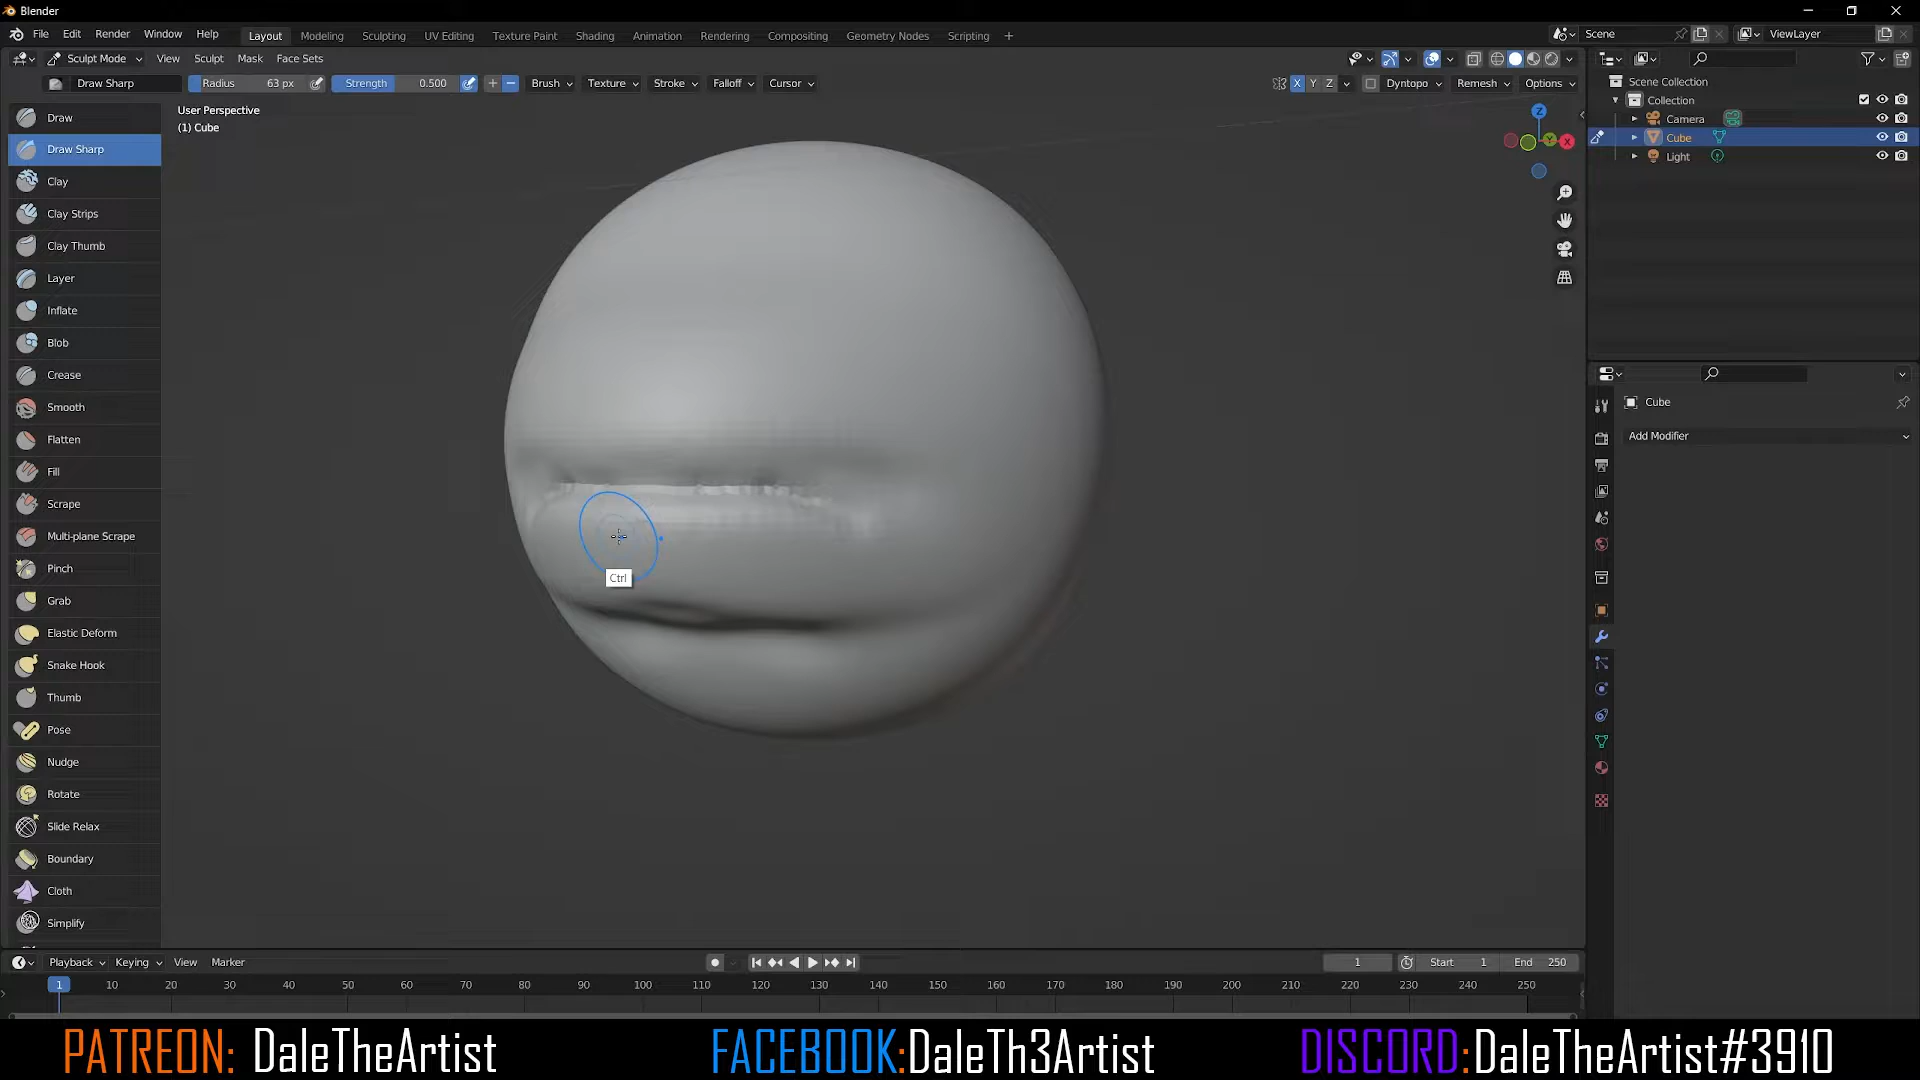 Blender
File Edit Render Window Help Layout Modeling Sculpting UV Editing Texture Paint Shading Animation Rendering Compositing Geometry Nodes Scripting + Scene ViewLayer
Sculpt Mode View Sculpt Mask Face Sets
Draw Sharp Radius 63 px Strength 0.500 Brush Texture Stroke Falloff Cursor X Y Z Dyntopo Remesh Options
User Perspective
(1) Cube
Z
Y
X
Draw
Draw Sharp
Clay
Clay Strips
Clay Thumb
Layer
Inflate
Blob
Crease
Smooth
Flatten
Fill
Scrape
Multi-plane Scrape
Pinch
Grab
Elastic Deform
Snake Hook
Thumb
Pose
Nudge
Rotate
Slide Relax
Boundary
Cloth
Simplify
Ctrl
Scene Collection
Collection
Camera
Cube
Light
Cube
Add Modifier
Playback Keying View Marker 1 Start 1 End 250
1 10 20 30 40 50 60 70 80 90 100 110 120 130 140 150 160 170 180 190 200 210 220 230 240 250
PATREON: DaleTheArtist FACEBOOK:DaleTh3Artist DISCORD:DaleTheArtist#3910